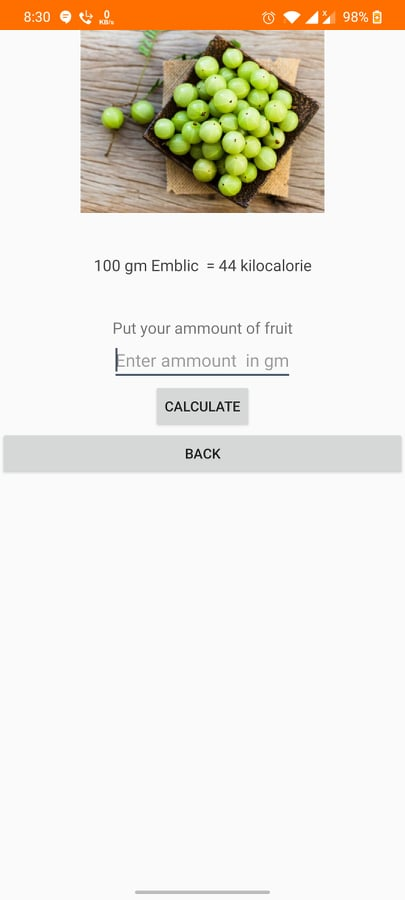 8:30 0 KB/s x 98%
100 gm Emblic  = 44 kilocalorie
Put your ammount of fruit
Enter ammount  in gm
CALCULATE
BACK